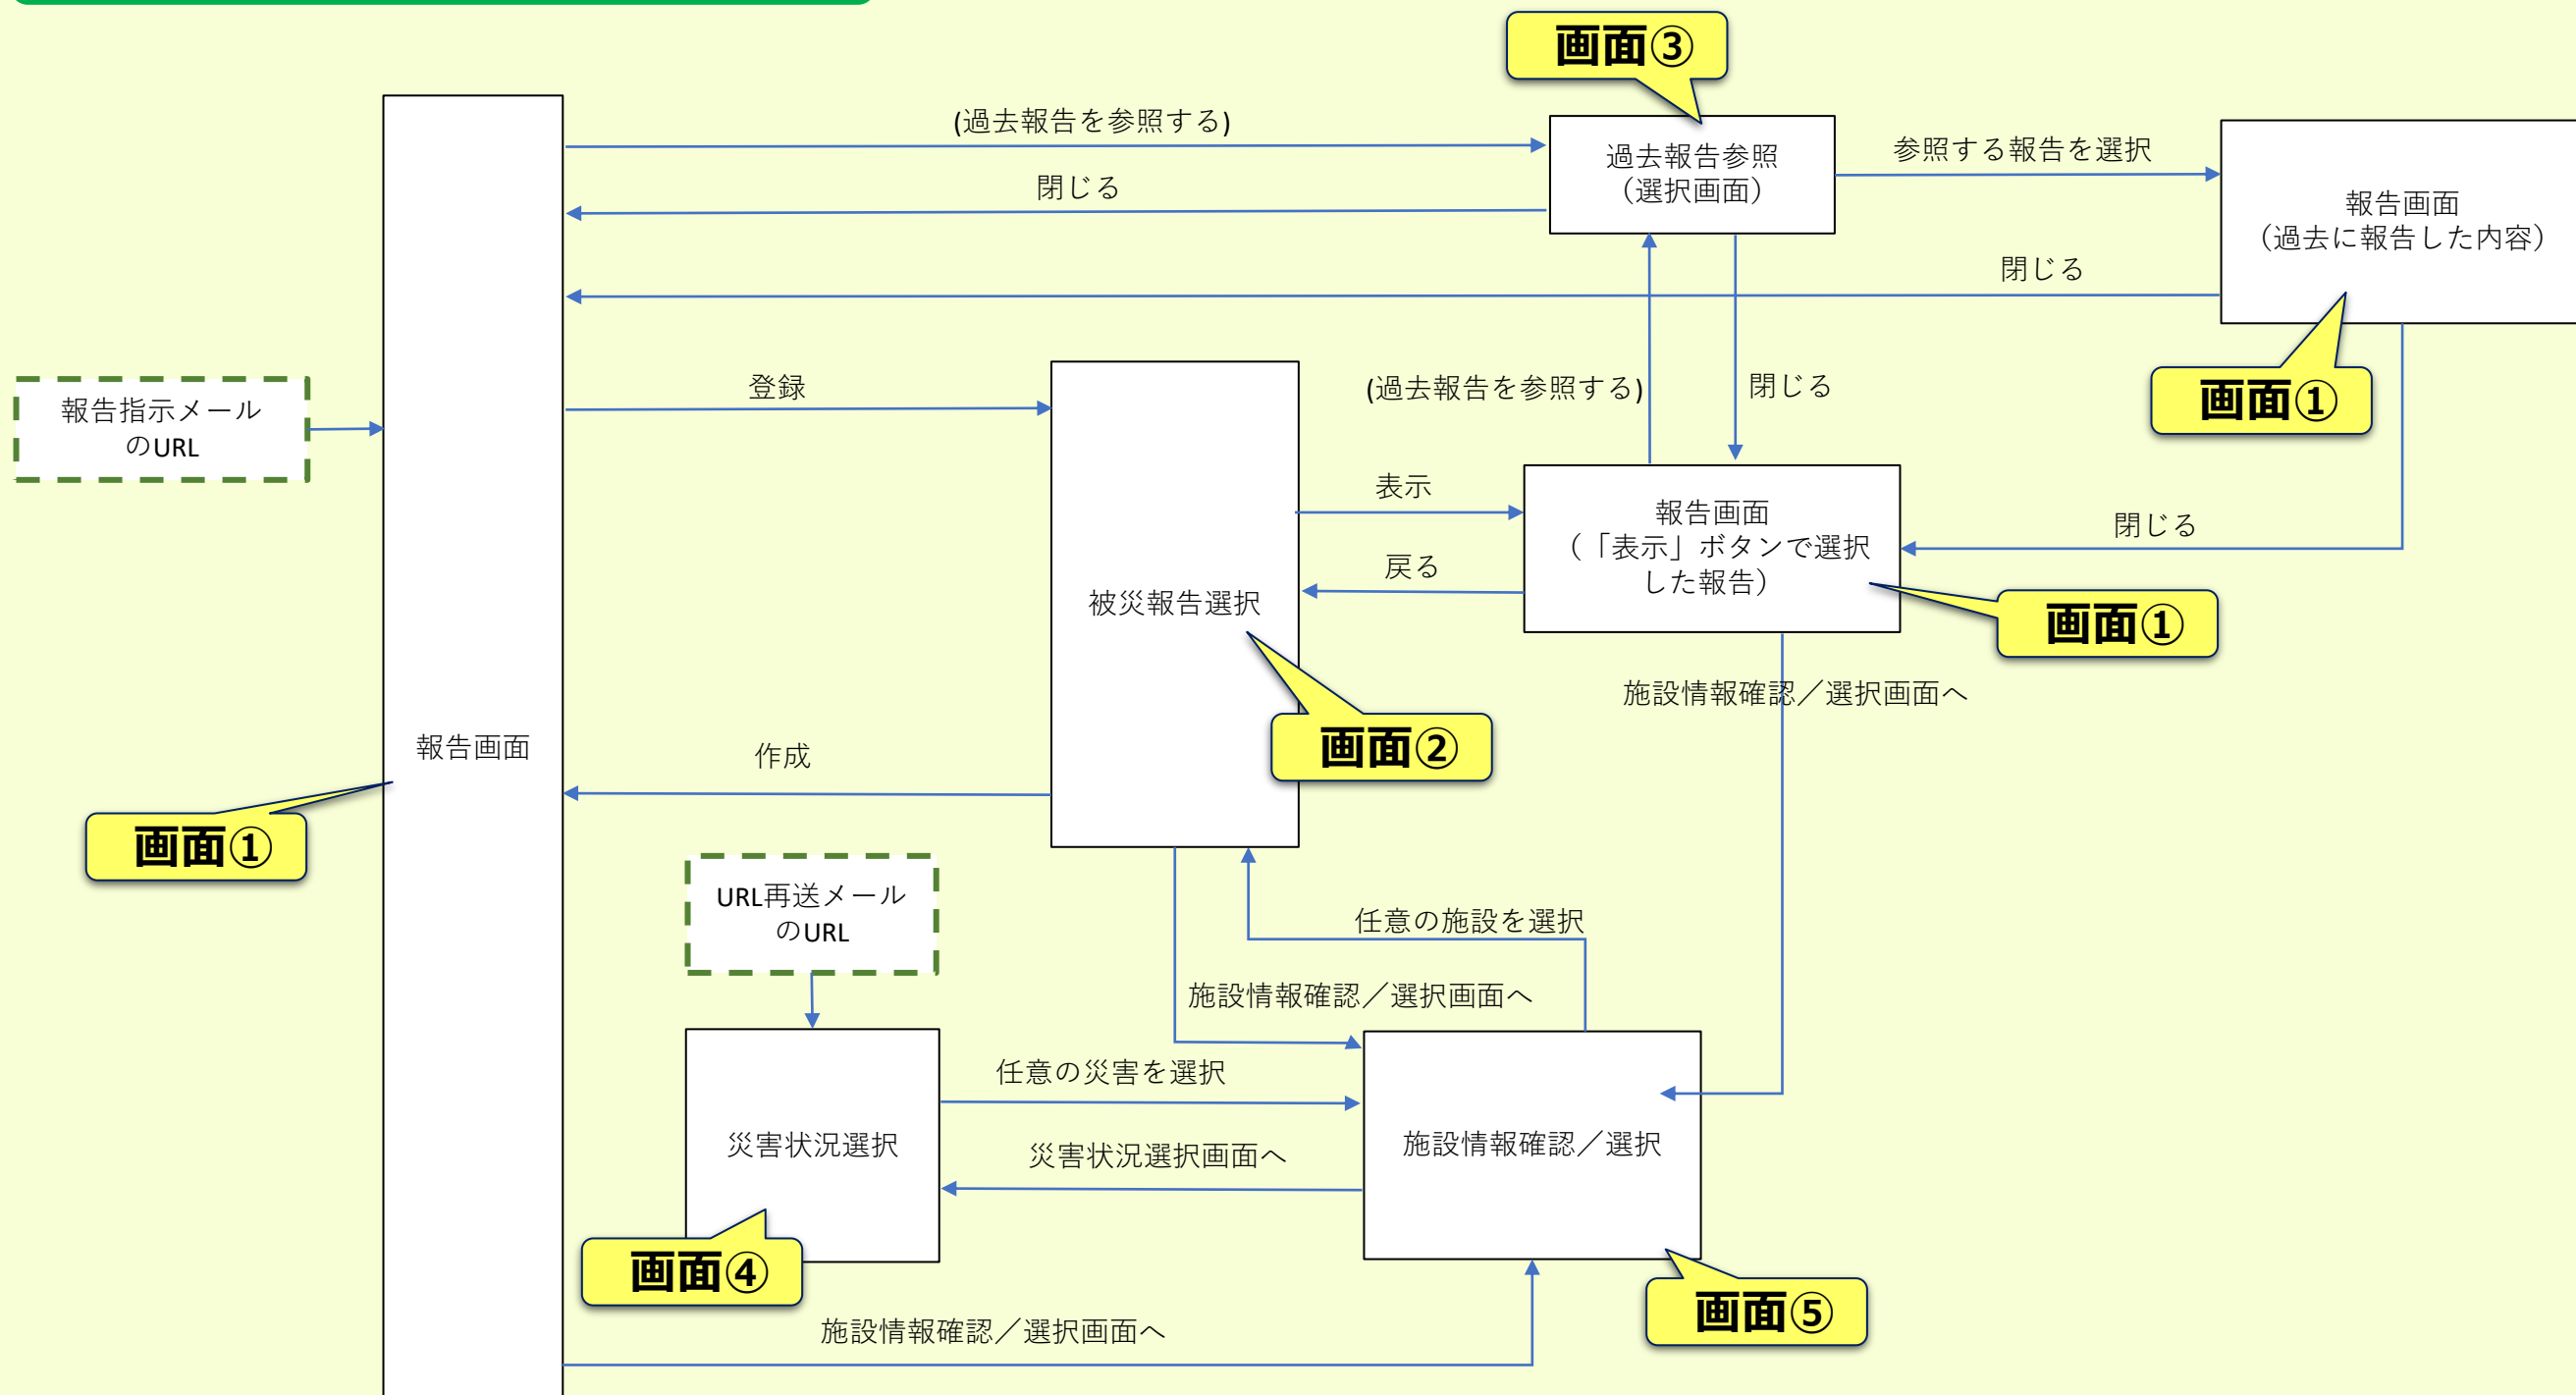 画面③
(過去報告を参照する)
過去報告参照
（選択画面）
参照する報告を選択
閉じる
報告画面
（過去に報告した内容）
閉じる
報告指示メール
のURL
登録
(過去報告を参照する)
閉じる
画面①
表示
報告画面
（「表示」ボタンで選択
した報告）
閉じる
戻る
被災報告選択
画面①
施設情報確認／選択画面へ
画面②
報告画面
作成
画面①
URL再送メール
のURL
任意の施設を選択
施設情報確認／選択画面へ
任意の災害を選択
災害状況選択
災害状況選択画面へ
施設情報確認／選択
画面④
画面⑤
施設情報確認／選択画面へ